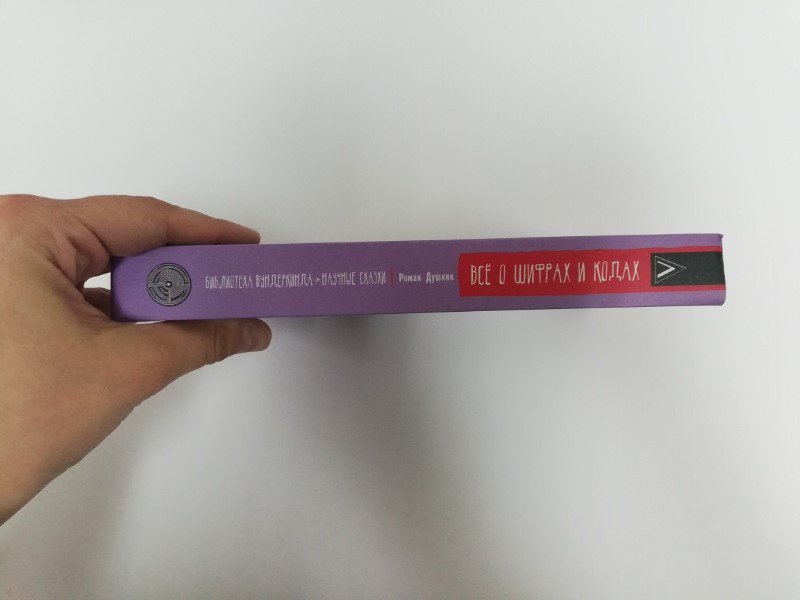 БИБЛИОТЕКА ВУНДЕРКИНДА > НАУЧНЫЕ СКАЗКИ | Роман Душкин ВСЁ О ШИФРАХ И КОДАХ